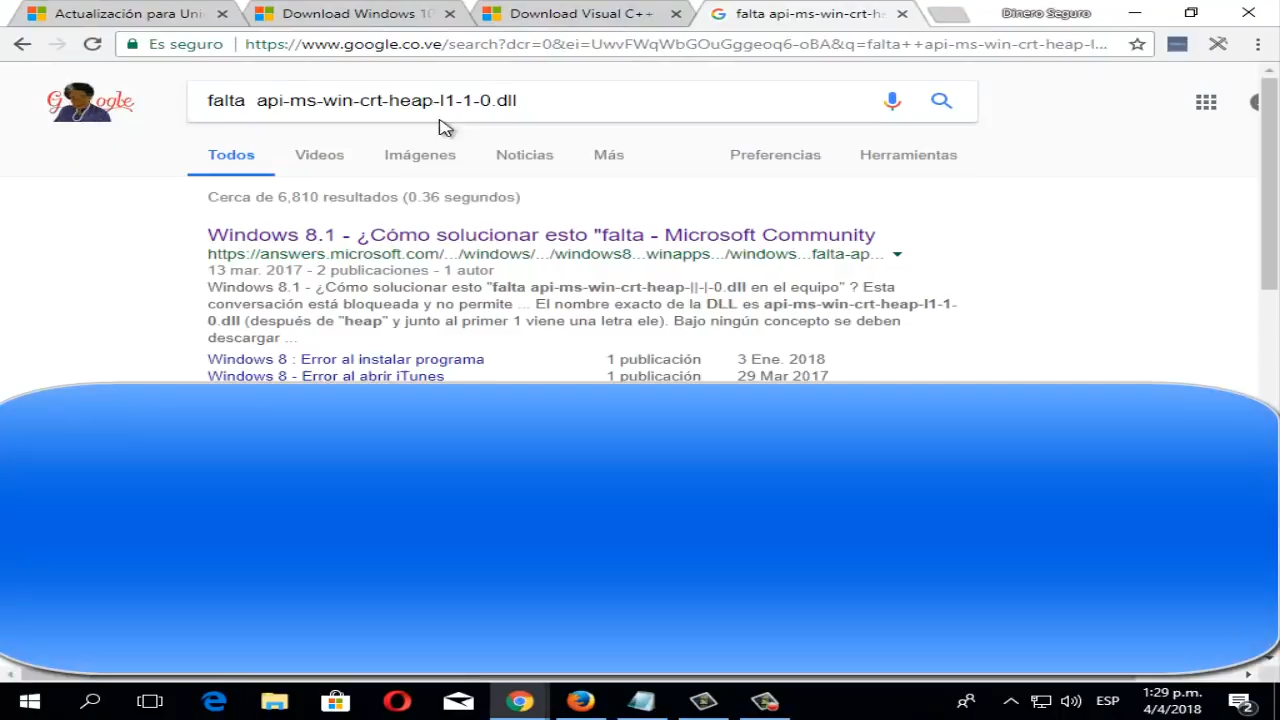 Actualización para Uni
Download Windows 10
Download Visual C++
falta api-ms-win-crt-h
Dinero Seguro
Es seguro
https://www.google.co.ve/search?dcr=0&ei=UwvFWqWbGOuGggeoq6-oBA&q=falta++api-ms-win-crt-heap-l...
Google
falta api-ms-win-crt-heap-l1-1-0.dll
Todos Videos Imágenes Noticias Más Preferencias Herramientas
Cerca de 6,810 resultados (0.36 segundos)
Windows 8.1 - ¿Cómo solucionar esto "falta - Microsoft Community
https://answers.microsoft.com/.../windows/.../windows8...winapps.../windows...falta-ap...
13 mar. 2017 - 2 publicaciones - 1 autor
Windows 8.1 - ¿Cómo solucionar esto "falta api-ms-win-crt-heap-||-|-0.dll en el equipo" ? Esta
conversación está bloqueada y no permite ... El nombre exacto de la DLL es api-ms-win-crt-heap-l1-1-
0.dll (después de "heap" y junto al primer 1 viene una letra ele). Bajo ningún concepto se deben
descargar ...
Windows 8 : Error al instalar programa 1 publicación 3 Ene. 2018
Windows 8 - Error al abrir iTunes 1 publicación 29 Mar 2017
ESP
1:29 p.m.
4/4/2018
2